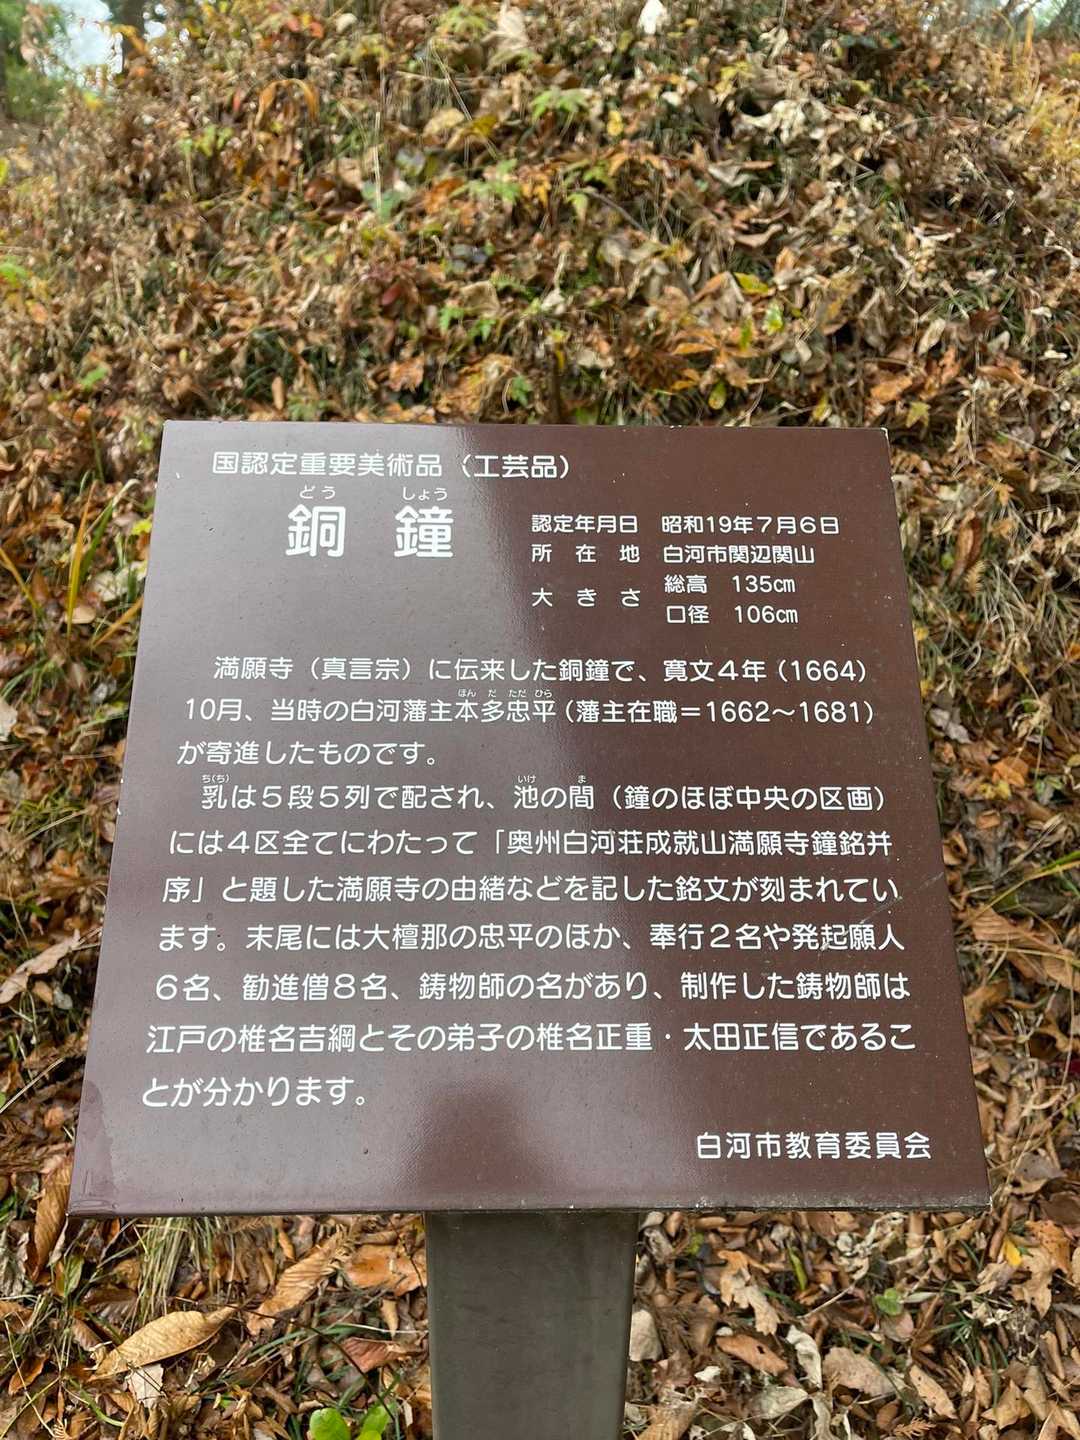 国認定重要美術品（工芸品）
どう しょう
銅 鐘
認定年月日 昭和19年7月6日
所在地 白河市関辺関山
大きさ 総高 135㎝
口径 106㎝
満願寺（真言宗）に伝来した銅鐘で、寛文4年（1664）
ほん だ ただ ひら
10月、当時の白河藩主本多忠平（藩主在職＝1662～1681）
が寄進したものです。
ち(ち) いけ ま
乳は5段5列で配され、池の間（鐘のほぼ中央の区画）
には4区全てにわたって「奥州白河荘成就山満願寺鐘銘并
序」と題した満願寺の由緒などを記した銘文が刻まれてい
ます。末尾には大檀那の忠平のほか、奉行2名や発起願人
6名、勧進僧8名、鋳物師の名があり、制作した鋳物師は
江戸の椎名吉綱とその弟子の椎名正重・太田正信であるこ
とが分かります。
白河市教育委員会